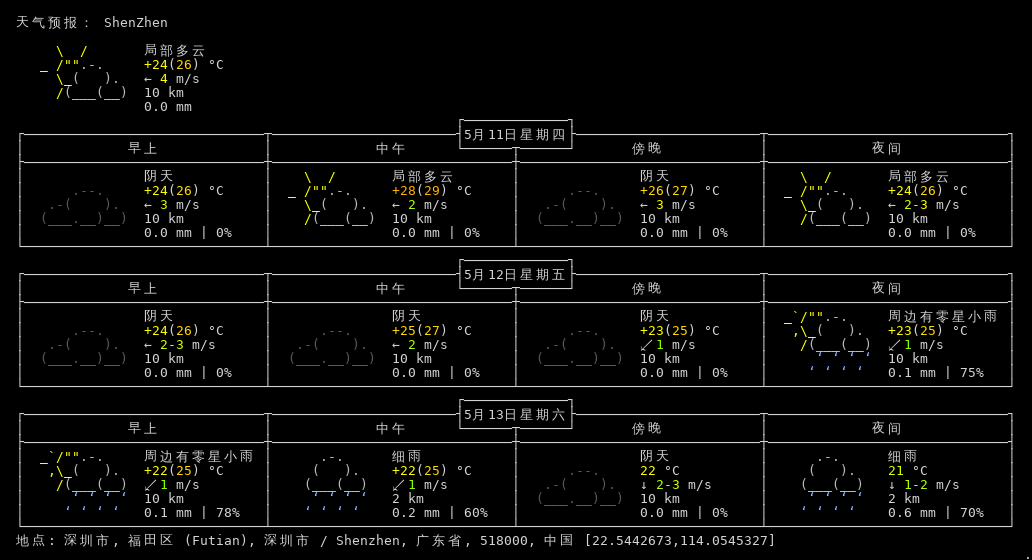 天气预报： ShenZhen
局部多云
+24(26) °C
← 4 m/s
10 km
0.0 mm
5月11日星期四
早上 中午 傍晚 夜间
阴天 局部多云 阴天 局部多云
+24(26) °C +28(29) °C +26(27) °C +24(26) °C
← 3 m/s ← 2 m/s ← 3 m/s ← 2-3 m/s
10 km 10 km 10 km 10 km
0.0 mm | 0% 0.0 mm | 0% 0.0 mm | 0% 0.0 mm | 0%
5月12日星期五
早上 中午 傍晚 夜间
阴天 阴天 阴天 周边有零星小雨
+24(26) °C +25(27) °C +23(25) °C +23(25) °C
← 2-3 m/s ← 2 m/s ↙ 1 m/s ↙ 1 m/s
10 km 10 km 10 km 10 km
0.0 mm | 0% 0.0 mm | 0% 0.0 mm | 0% 0.1 mm | 75%
5月13日星期六
早上 中午 傍晚 夜间
周边有零星小雨 细雨 阴天 细雨
+22(25) °C +22(25) °C 22 °C 21 °C
↙ 1 m/s ↙ 1 m/s ↓ 2-3 m/s ↓ 1-2 m/s
10 km 2 km 10 km 2 km
0.1 mm | 78% 0.2 mm | 60% 0.0 mm | 0% 0.6 mm | 70%
地点: 深圳市, 福田区 (Futian), 深圳市 / Shenzhen, 广东省, 518000, 中国 [22.5442673,114.0545327]